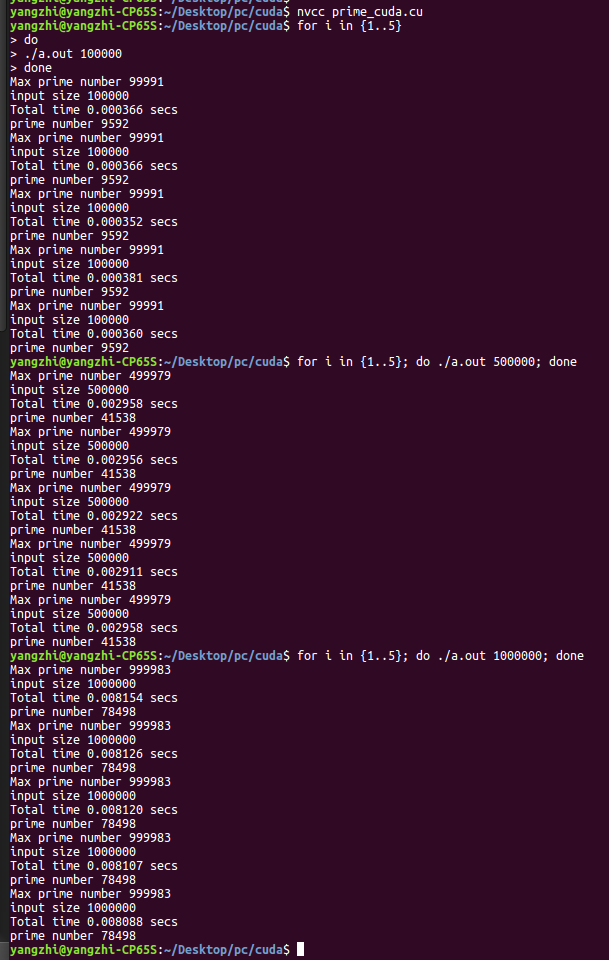 yangzhi@yangzhi-CP65S:~/Desktop/pc/cuda$ nvcc prime_cuda.cu
yangzhi@yangzhi-CP65S:~/Desktop/pc/cuda$ for i in {1..5}
> do
> ./a.out 100000
> done
Max prime number 99991
input size 100000
Total time 0.000366 secs
prime number 9592
Max prime number 99991
input size 100000
Total time 0.000366 secs
prime number 9592
Max prime number 99991
input size 100000
Total time 0.000352 secs
prime number 9592
Max prime number 99991
input size 100000
Total time 0.000381 secs
prime number 9592
Max prime number 99991
input size 100000
Total time 0.000360 secs
prime number 9592
yangzhi@yangzhi-CP65S:~/Desktop/pc/cuda$ for i in {1..5}; do ./a.out 500000; done
Max prime number 499979
input size 500000
Total time 0.002958 secs
prime number 41538
Max prime number 499979
input size 500000
Total time 0.002956 secs
prime number 41538
Max prime number 499979
input size 500000
Total time 0.002922 secs
prime number 41538
Max prime number 499979
input size 500000
Total time 0.002911 secs
prime number 41538
Max prime number 499979
input size 500000
Total time 0.002958 secs
prime number 41538
yangzhi@yangzhi-CP65S:~/Desktop/pc/cuda$ for i in {1..5}; do ./a.out 1000000; done
Max prime number 999983
input size 1000000
Total time 0.008154 secs
prime number 78498
Max prime number 999983
input size 1000000
Total time 0.008126 secs
prime number 78498
Max prime number 999983
input size 1000000
Total time 0.008120 secs
prime number 78498
Max prime number 999983
input size 1000000
Total time 0.008107 secs
prime number 78498
Max prime number 999983
input size 1000000
Total time 0.008088 secs
prime number 78498
yangzhi@yangzhi-CP65S:~/Desktop/pc/cuda$